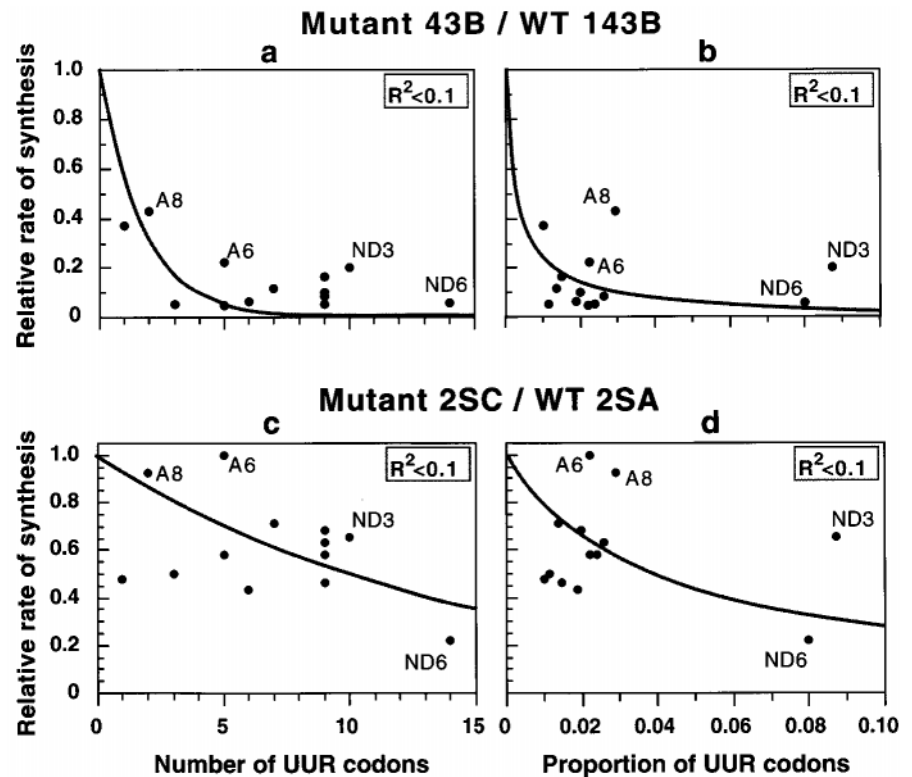 Mutant 43B / WT 143B
a
b
Relative rate of synthesis
1.0
0.8
0.6
0.4
0.2
0
R²<0.1
A8
A6
ND3
ND6
R²<0.1
A8
A6
ND3
ND6
Mutant 2SC / WT 2SA
c
d
Relative rate of synthesis
1.0
0.8
0.6
0.4
0.2
0
R²<0.1
A8
A6
ND3
ND6
R²<0.1
A6
A8
ND3
ND6
0 5 10 15
0 0.02 0.04 0.06 0.08 0.10
Number of UUR codons
Proportion of UUR codons